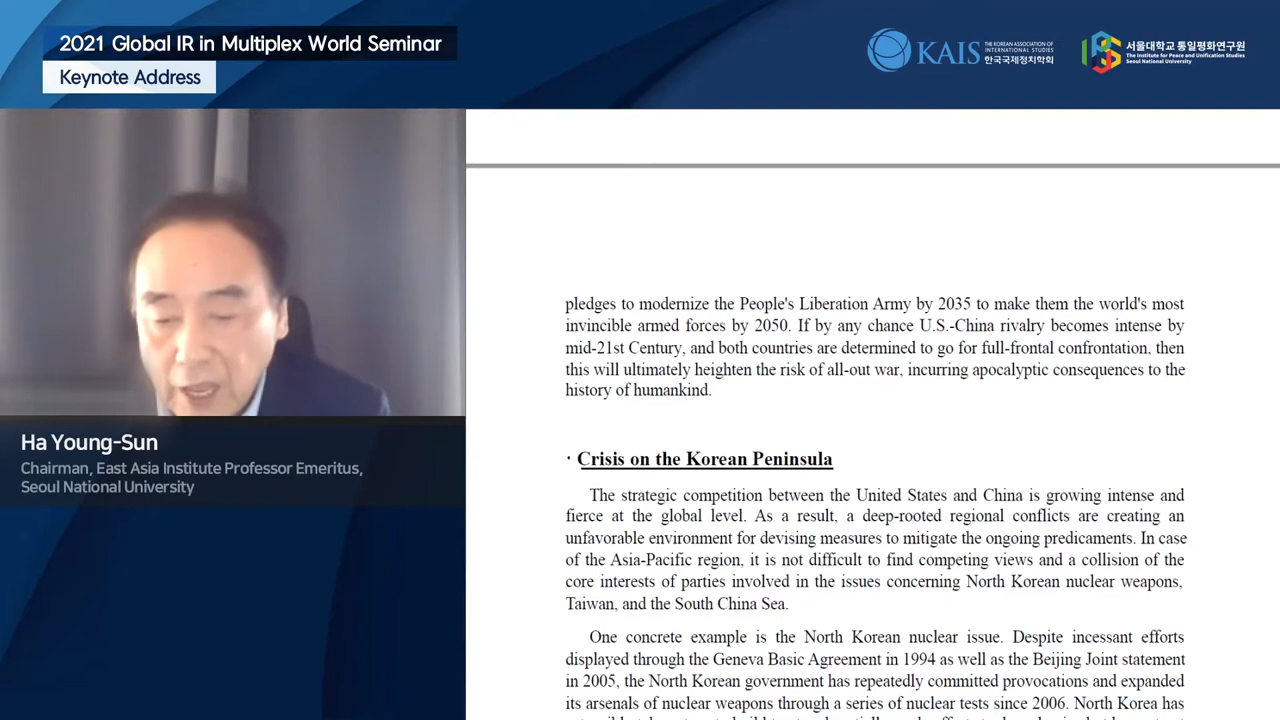 2021 Global IR in Multiplex World Seminar
Keynote Address
KAIS
THE KOREAN ASSOCIATION OF
INTERNATIONAL STUDIES
한국국제정치학회
서울대학교 통일평화연구원
The Institute for Peace and Unification Studies
Seoul National University
Ha Young-Sun
Chairman, East Asia Institute Professor Emeritus,
Seoul National University
pledges to modernize the People's Liberation Army by 2035 to make them the world's most
invincible armed forces by 2050. If by any chance U.S.-China rivalry becomes intense by
mid-21st Century, and both countries are determined to go for full-frontal confrontation, then
this will ultimately heighten the risk of all-out war, incurring apocalyptic consequences to the
history of humankind.
· Crisis on the Korean Peninsula
The strategic competition between the United States and China is growing intense and
fierce at the global level. As a result, a deep-rooted regional conflicts are creating an
unfavorable environment for devising measures to mitigate the ongoing predicaments. In case
of the Asia-Pacific region, it is not difficult to find competing views and a collision of the
core interests of parties involved in the issues concerning North Korean nuclear weapons,
Taiwan, and the South China Sea.
One concrete example is the North Korean nuclear issue. Despite incessant efforts
displayed through the Geneva Basic Agreement in 1994 as well as the Beijing Joint statement
in 2005, the North Korean government has repeatedly committed provocations and expanded
its arsenals of nuclear weapons through a series of nuclear tests since 2006. North Korea has